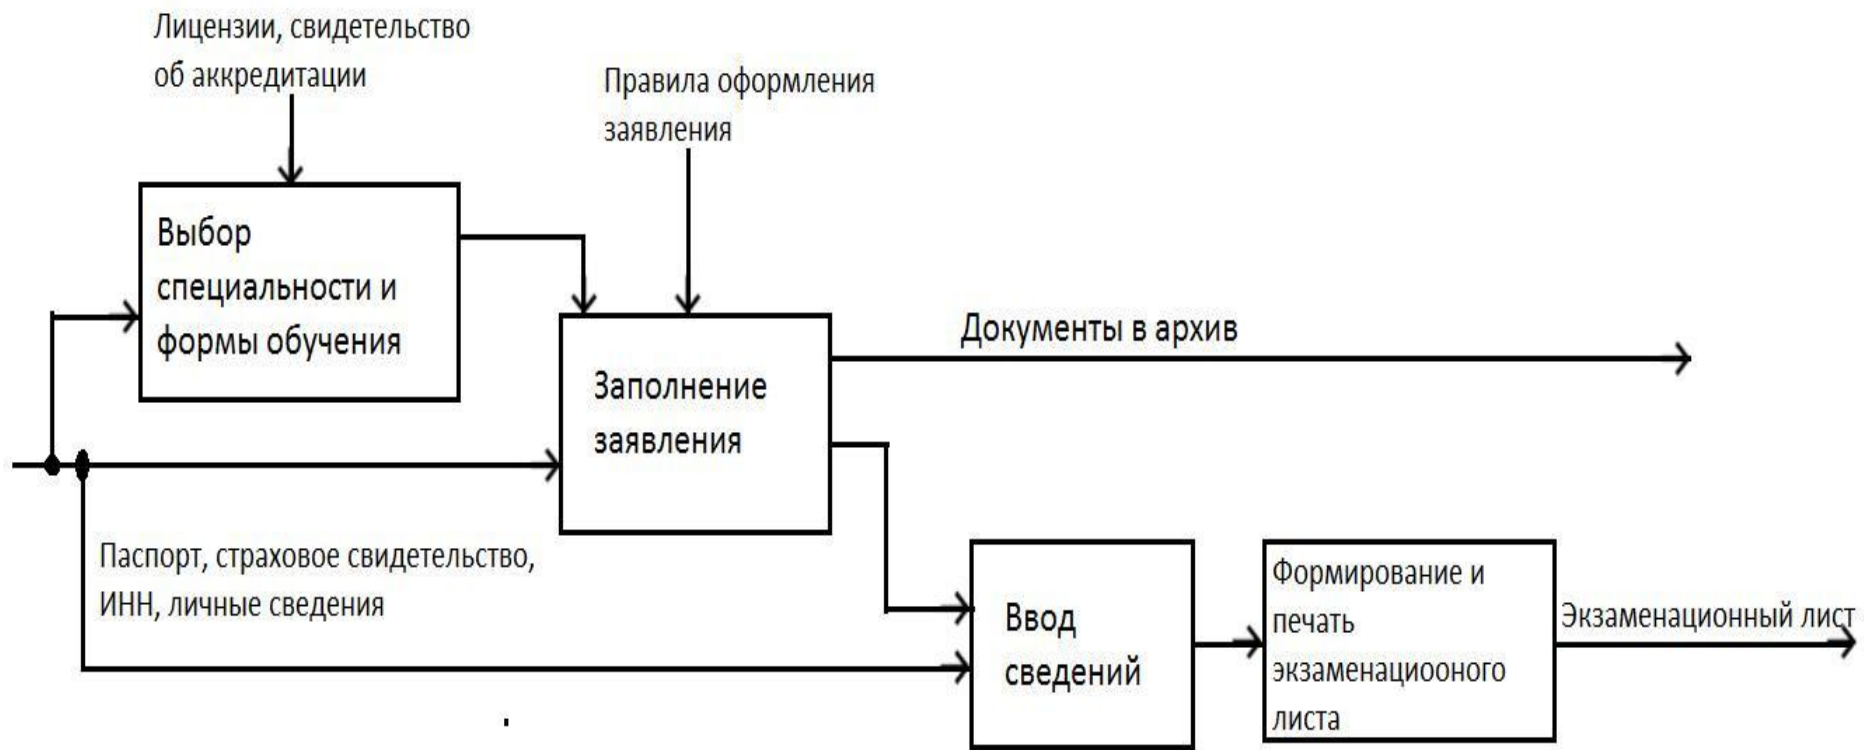 Лицензии, свидетельство
об аккредитации
Правила оформления
заявления
Выбор
специальности и
формы обучения
Документы в архив
Заполнение
заявления
Паспорт, страховое свидетельство,
ИНН, личные сведения
Ввод
сведений
Формирование и
печать
экзаменациооного
листа
Экзаменационный лист